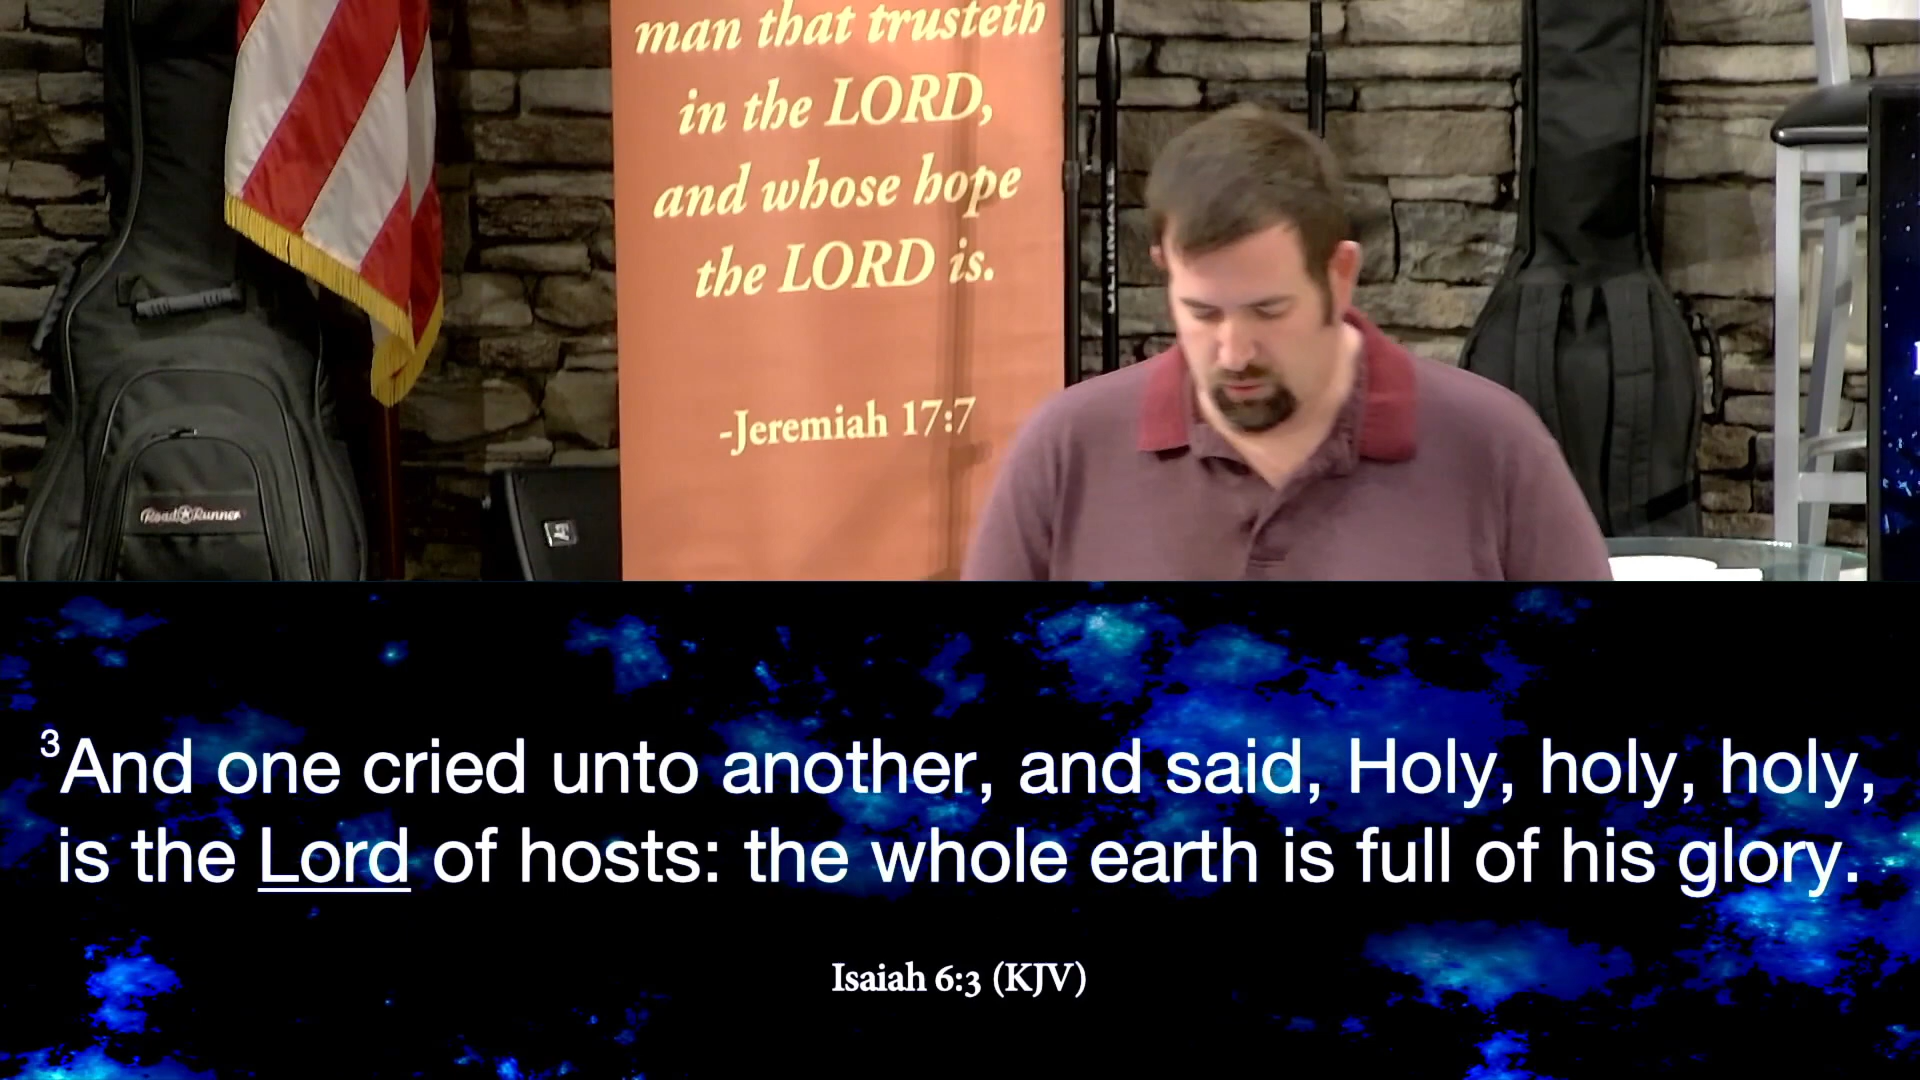 man that trusteth
in the LORD,
and whose hope
the LORD is.
-Jeremiah 17:7
Road Runner
3And one cried unto another, and said, Holy, holy, holy,
is the Lord of hosts: the whole earth is full of his glory.
Isaiah 6:3 (KJV)